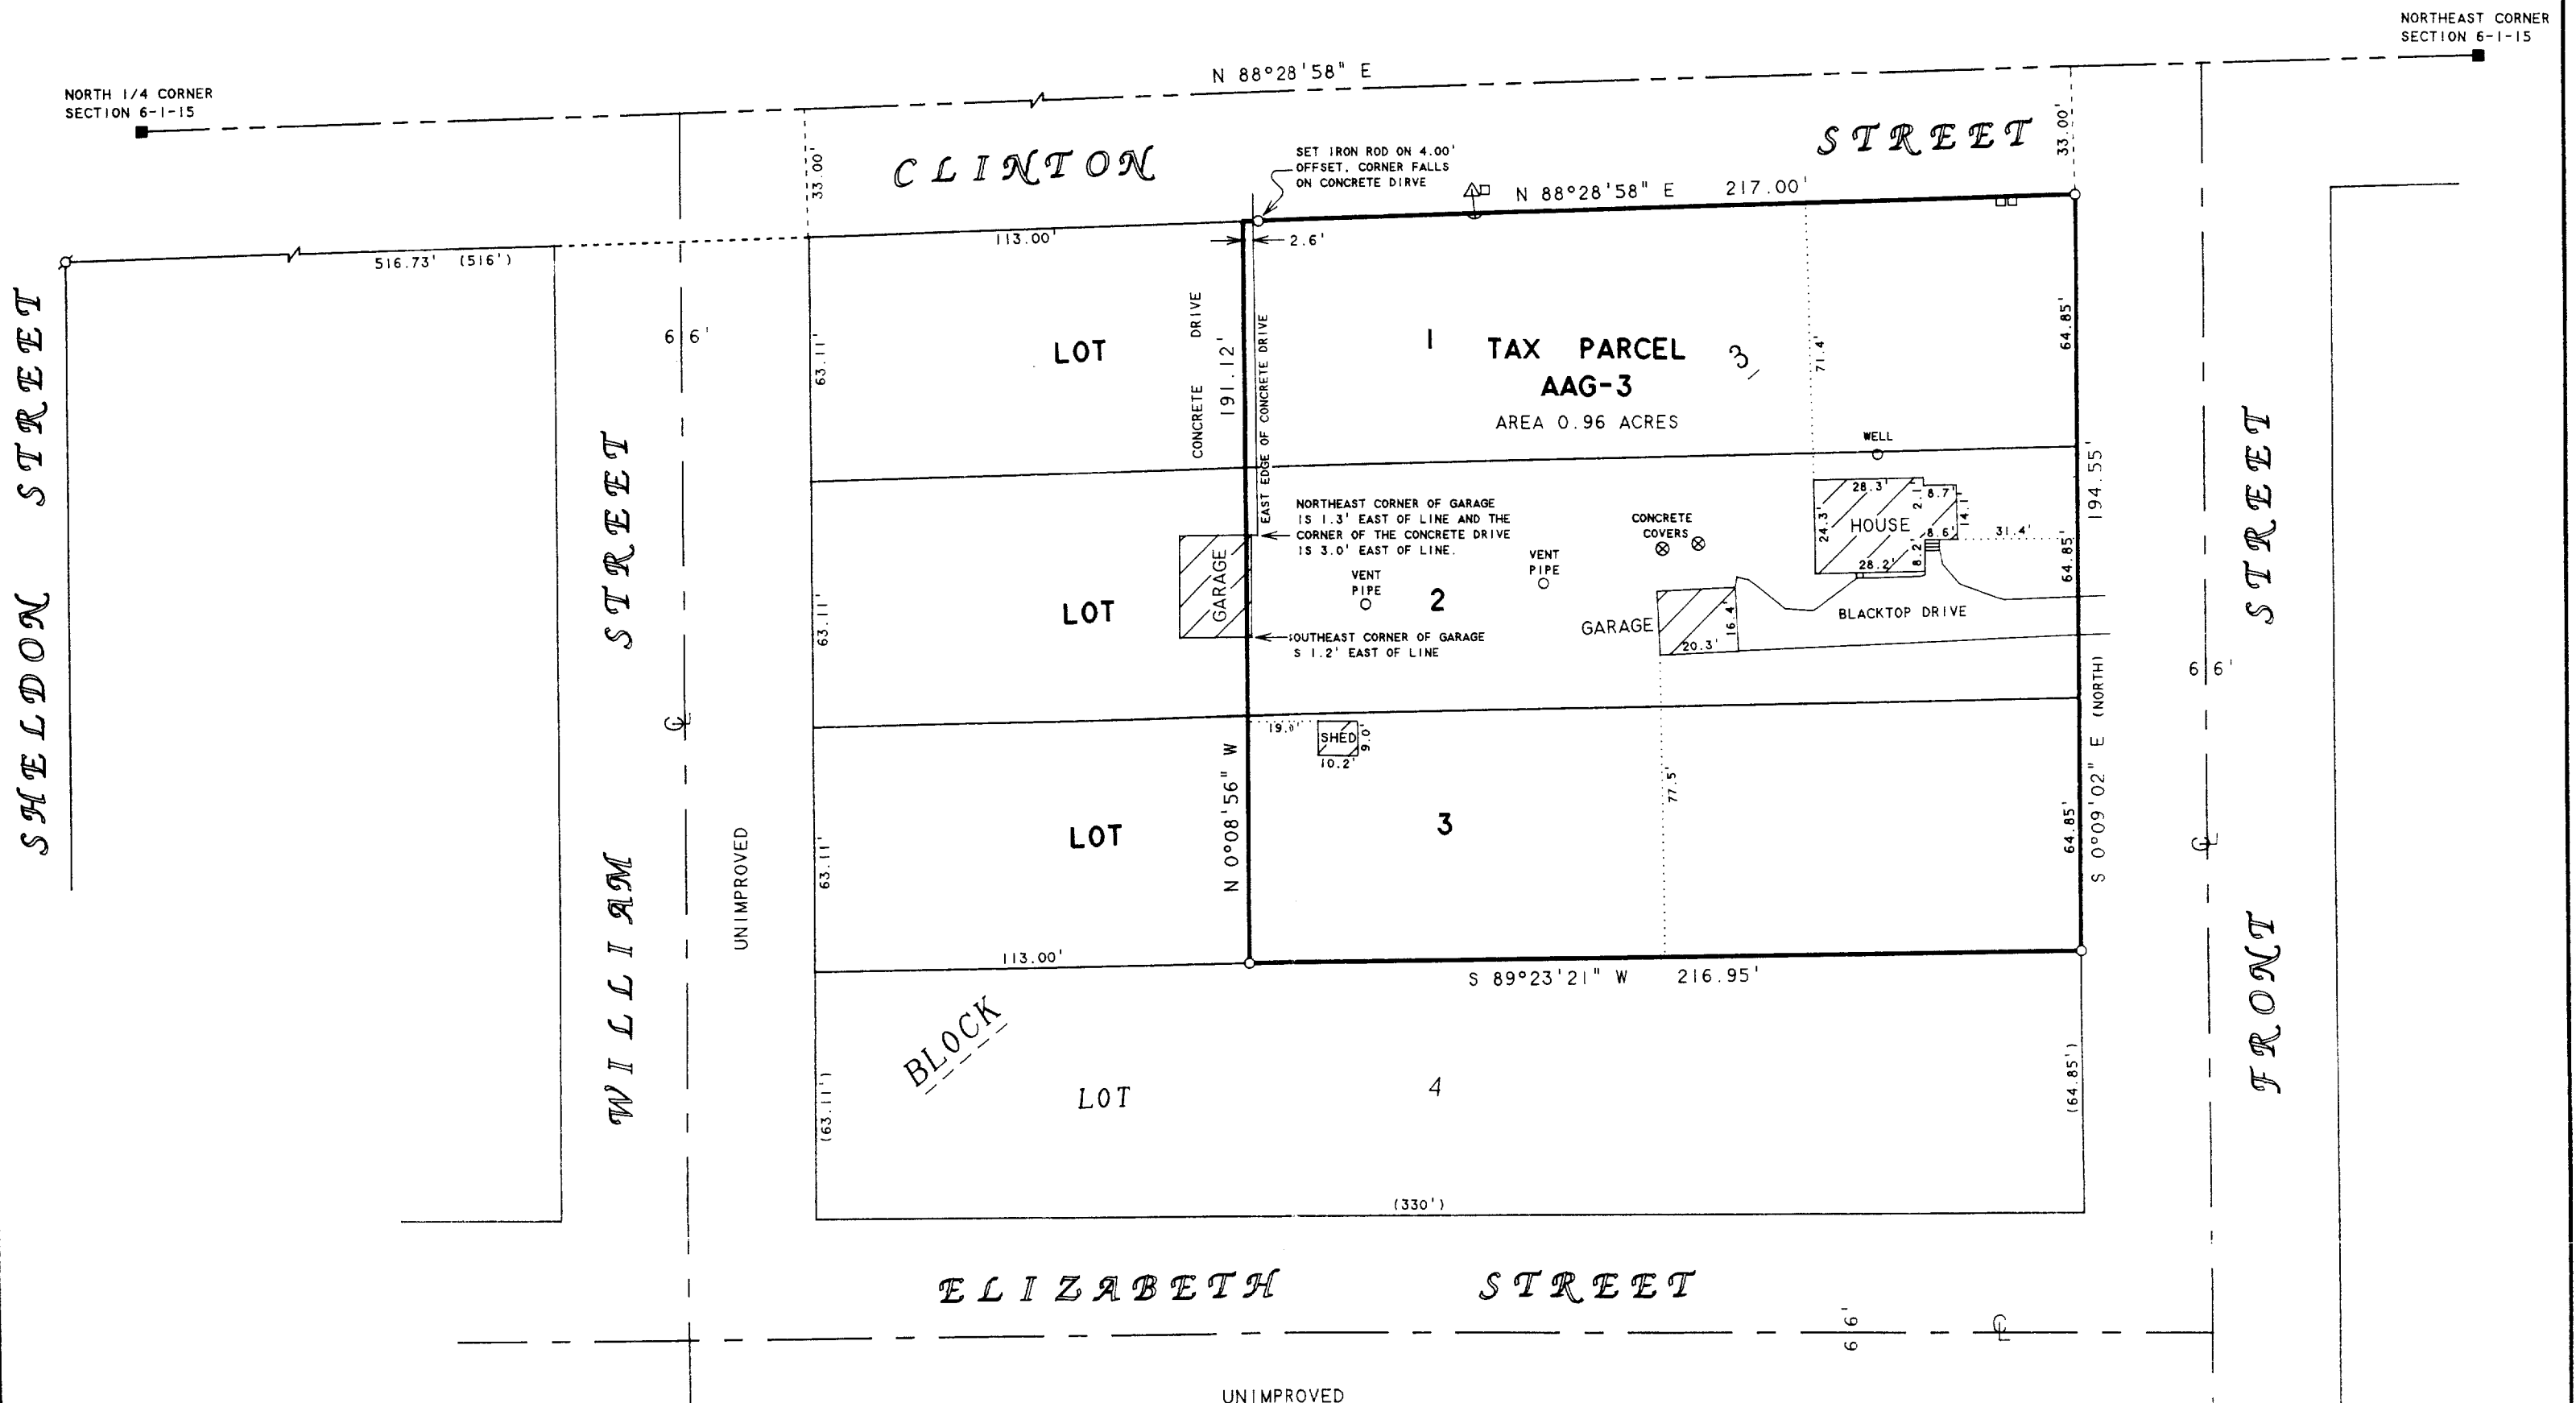 NORTHEAST CORNER
SECTION 6-1-15
N 88°28'58" E
NORTH 1/4 CORNER
SECTION 6-1-15
CLINTON STREET
33.00'
33.00'
SET IRON ROD ON 4.00'
OFFSET. CORNER FALLS
ON CONCRETE DIRVE
N 88°28'58" E 217.00'
113.00'
2.6'
516.73' (516')
SHELDON STREET
WILLIAM STREET
66'
UNIMPROVED
63.11'
LOT
CONCRETE DRIVE
191.12'
EAST EDGE OF CONCRETE DRIVE
1
TAX PARCEL
AAG-3
AREA 0.96 ACRES
3
71.4'
64.85'
WELL
194.55'
NORTHEAST CORNER OF GARAGE
IS 1.3' EAST OF LINE AND THE
CORNER OF THE CONCRETE DRIVE
IS 3.0' EAST OF LINE.
CONCRETE
COVERS
VENT
PIPE
VENT
PIPE
28.3'
2.1'
8.7'
24.3'
HOUSE
14.1'
8.6'
31.4'
28.2'
8.2'
64.85'
63.11'
LOT
GARAGE
2
GARAGE
16.4'
20.3'
BLACKTOP DRIVE
SOUTHEAST CORNER OF GARAGE
S 1.2' EAST OF LINE
FRONT STREET
66'
S 0°09'02" E (NORTH)
19.0'
SHED
9.0'
10.2'
77.5'
N 0°08'56" W
63.11'
LOT
3
64.85'
113.00'
S 89°23'21" W 216.95'
BLOCK
(63.11')
LOT
4
(64.85')
(330')
ELIZABETH STREET
66'
UNIMPROVED